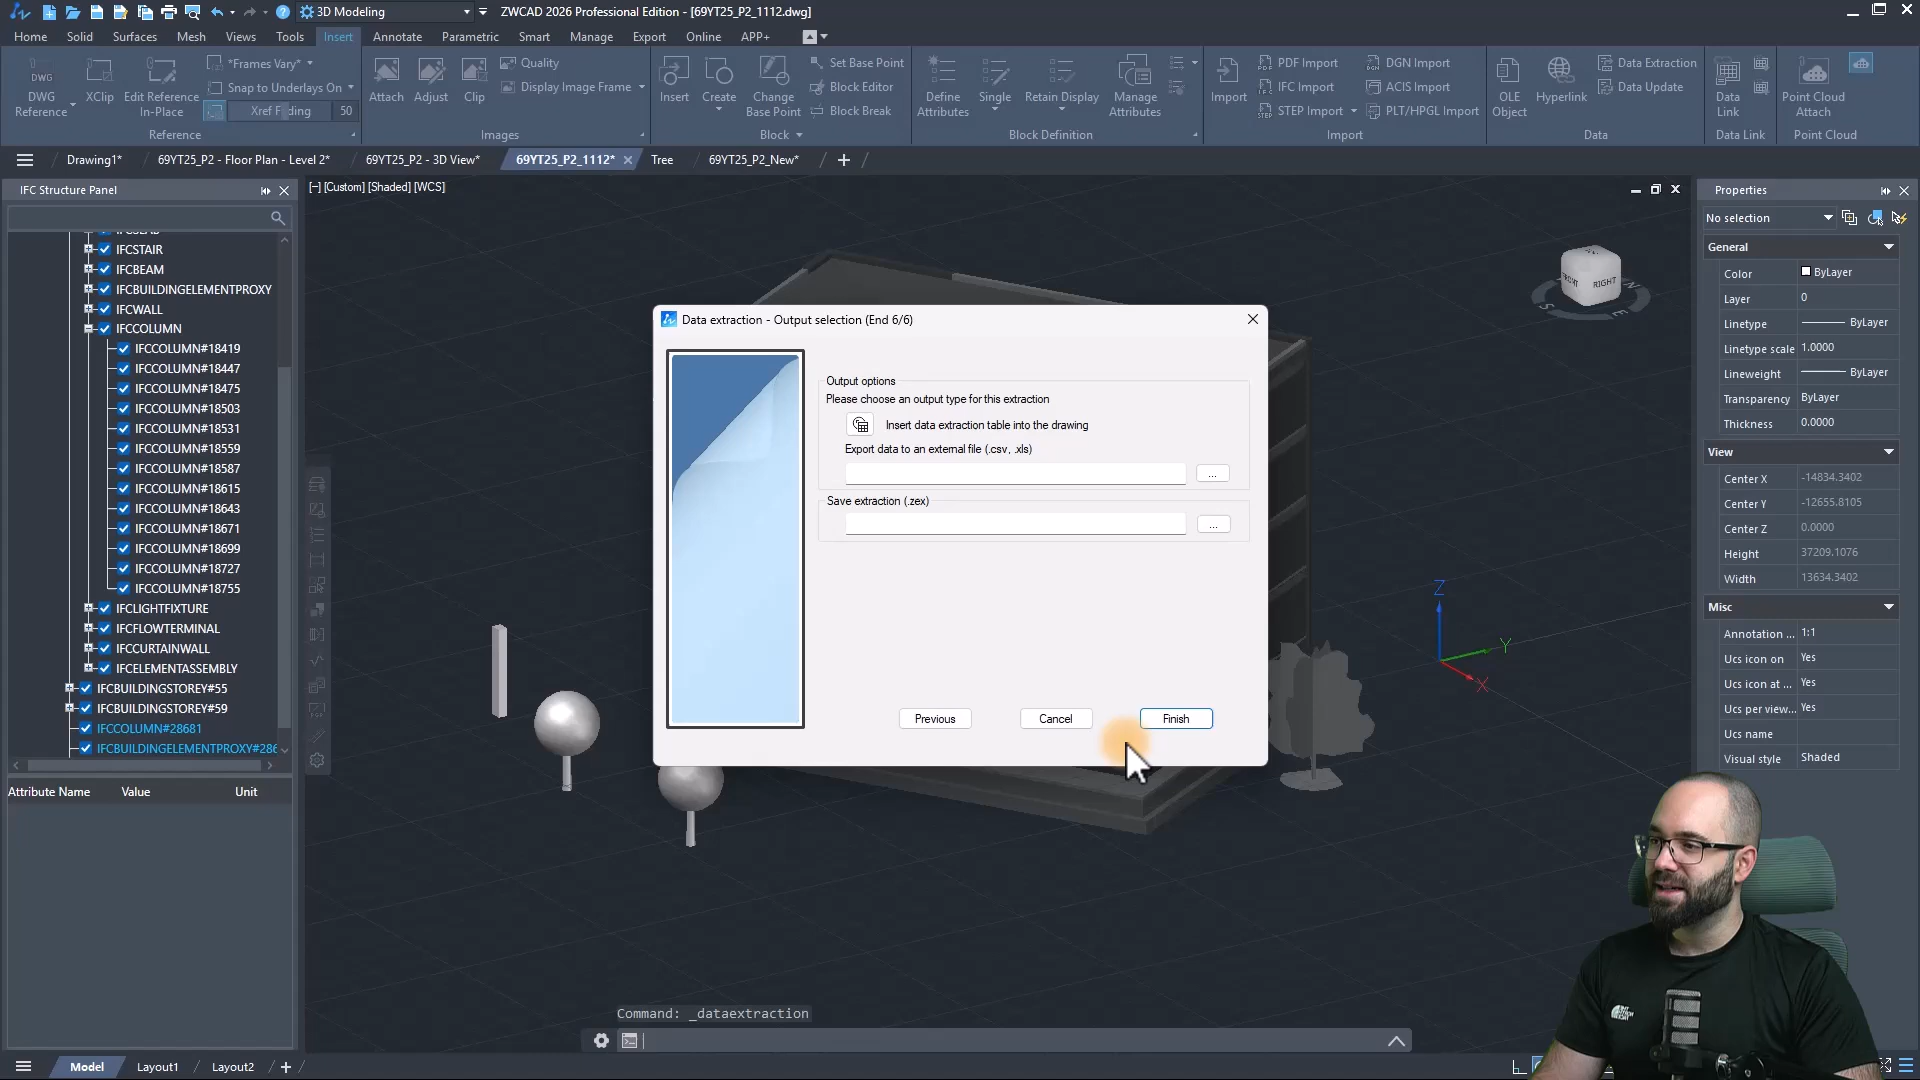 3D Modeling
ZWCAD 2026 Professional Edition - [69YT25_P2_1112.dwg]
Home Solid Surfaces Mesh Views Tools Insert Annotate Parametric Smart Manage Export Online APP+
DWG
DWG Reference
XClip
Edit Reference In-Place
*Frames Vary*
Snap to Underlays On
Xref Fading 50
Reference
Attach
Adjust
Clip
Quality
Display Image Frame
Images
Insert
Create
Change Base Point
Set Base Point
Block Editor
Block Break
Block
Define Attributes
Single
Retain Display
Manage Attributes
Block Definition
Import
PDF Import
IFC Import
STEP Import
DGN Import
ACIS Import
PLT/HPGL Import
Import
OLE Object
Hyperlink
Data Extraction
Data Update
Data
Data Link
Data Link
Point Cloud Attach
Point Cloud
Drawing1*
69YT25_P2 - Floor Plan - Level 2*
69YT25_P2 - 3D View*
69YT25_P2_1112*
Tree
69YT25_P2_New*
IFC Structure Panel
IFCSTAIR
IFCBEAM
IFCBUILDINGELEMENTPROXY
IFCWALL
IFCCOLUMN
IFCCOLUMN#18419
IFCCOLUMN#18447
IFCCOLUMN#18475
IFCCOLUMN#18503
IFCCOLUMN#18531
IFCCOLUMN#18559
IFCCOLUMN#18587
IFCCOLUMN#18615
IFCCOLUMN#18643
IFCCOLUMN#18671
IFCCOLUMN#18699
IFCCOLUMN#18727
IFCCOLUMN#18755
IFCLIGHTFIXTURE
IFCFLOWTERMINAL
IFCCURTAINWALL
IFCELEMENTASSEMBLY
IFCBUILDINGSTOREY#55
IFCBUILDINGSTOREY#59
IFCCOLUMN#28681
IFCBUILDINGELEMENTPROXY#286
Attribute Name Value Unit
[−] [Custom] [Shaded] [WCS]
Data extraction - Output selection (End 6/6)
Output options
Please choose an output type for this extraction
Insert data extraction table into the drawing
Export data to an external file (.csv, .xls)
...
Save extraction (.zex)
...
Previous Cancel Finish
RIGHT
Z
Y
X
Command: _dataextraction
Properties
No selection
General
Color ByLayer
Layer 0
Linetype ByLayer
Linetype scale 1.0000
Lineweight ByLayer
Transparency ByLayer
Thickness 0.0000
View
Center X -14834.3402
Center Y -12655.8105
Center Z 0.0000
Height 37209.1076
Width 13634.3402
Misc
Annotation ... 1:1
Ucs icon on Yes
Ucs icon at ... Yes
Ucs per view... Yes
Ucs name
Visual style Shaded
Model Layout1 Layout2